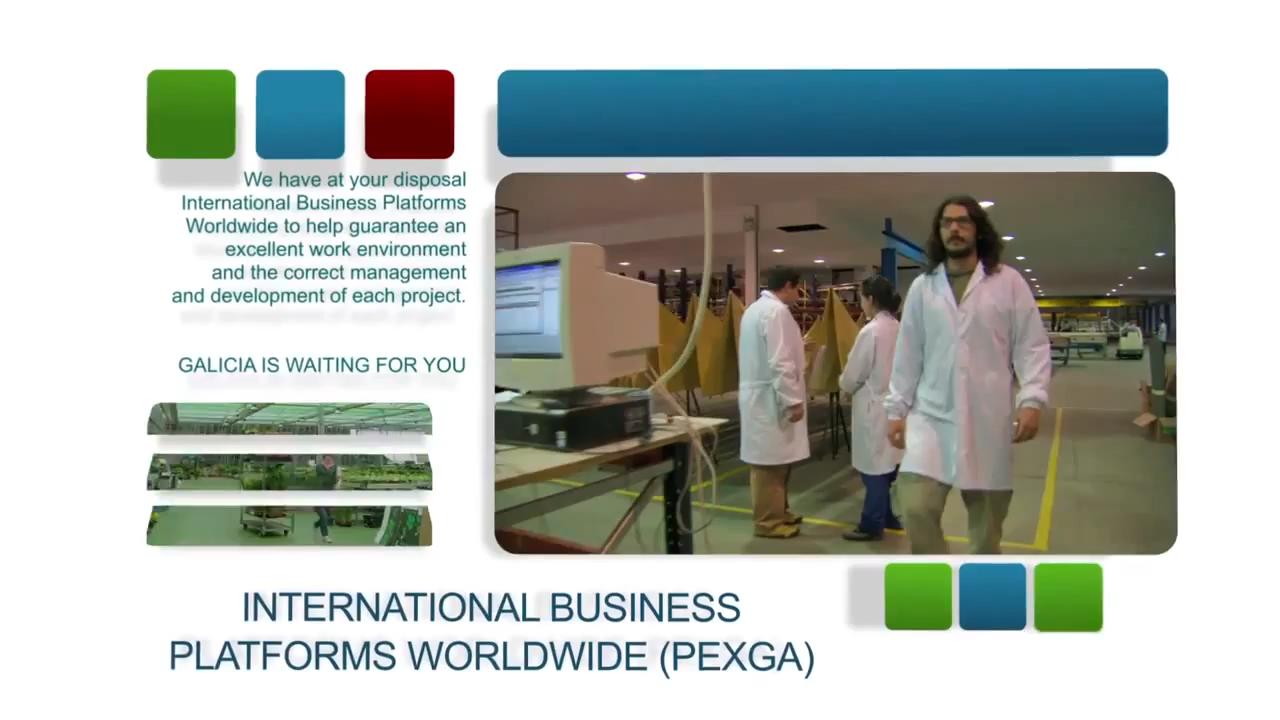 We have at your disposal
International Business Platforms
Worldwide to help guarantee an
excellent work environment
and the correct management
and development of each project.
GALICIA IS WAITING FOR YOU
INTERNATIONAL BUSINESS
PLATFORMS WORLDWIDE (PEXGA)